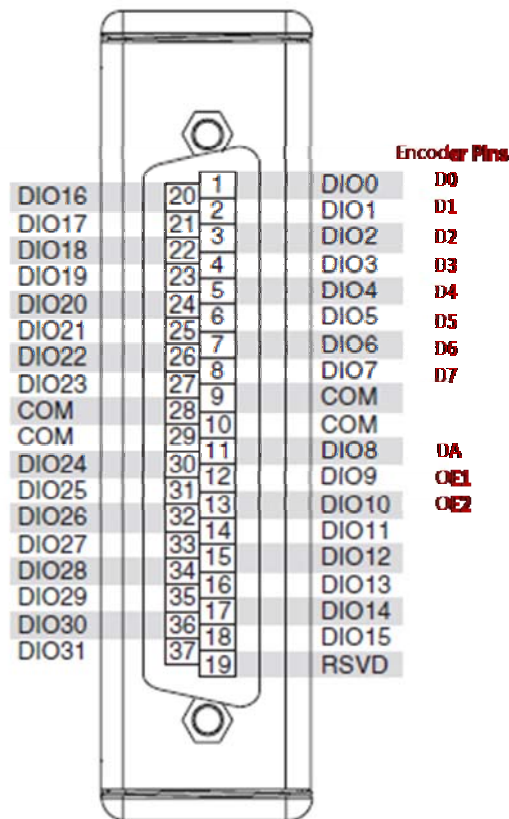 Encoder Pins
1 DIO0 D0
DIO16 20
2 DIO1 D1
DIO17 21
3 DIO2 D2
DIO18 22
4 DIO3 D3
DIO19 23
5 DIO4 D4
DIO20 24
6 DIO5 D5
DIO21 25
7 DIO6 D6
DIO22 26
8 DIO7 D7
DIO23 27
9 COM
COM 28
10 COM
COM 29
11 DIO8 DA
DIO24 30
12 DIO9 OE1
DIO25 31
13 DIO10 OE2
DIO26 32
14 DIO11
DIO27 33
15 DIO12
DIO28 34
16 DIO13
DIO29 35
17 DIO14
DIO30 36
18 DIO15
DIO31 37
19 RSVD